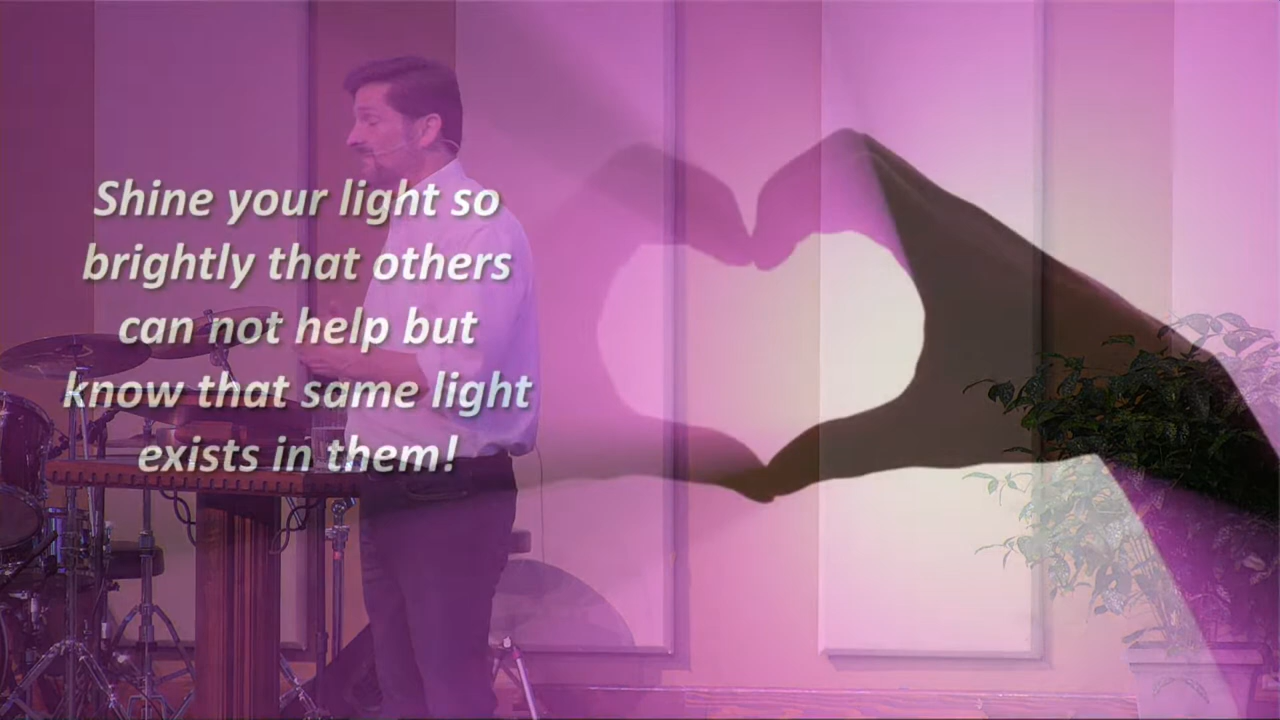 Shine your light so
brightly that others
can not help but
know that same light
exists in them!